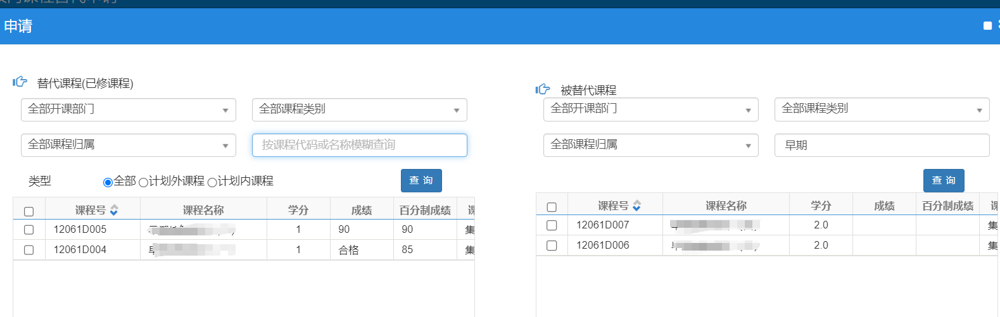 申请
替代课程(已修课程)
全部开课部门
全部课程类别
全部课程归属
按课程代码或名称模糊查询
类型
全部 计划外课程 计划内课程
查 询
课程号 课程名称 学分 成绩 百分制成绩
12061D005 1 90 90 集
12061D004 1 合格 85 集
被替代课程
全部开课部门
全部课程类别
全部课程归属
早期
查 询
课程号 课程名称 学分 成绩 百分制成绩
12061D007 2.0 集
12061D006 2.0 集